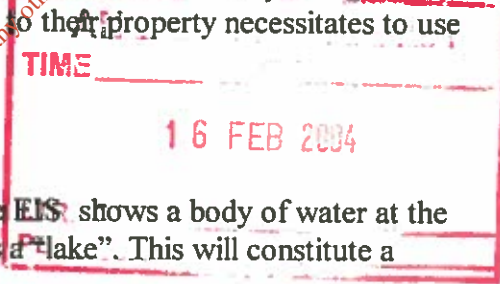 to their property necessitates to use
TIME
16 FEB 2004
EIS shows a body of water at the
a "lake". This will constitute a